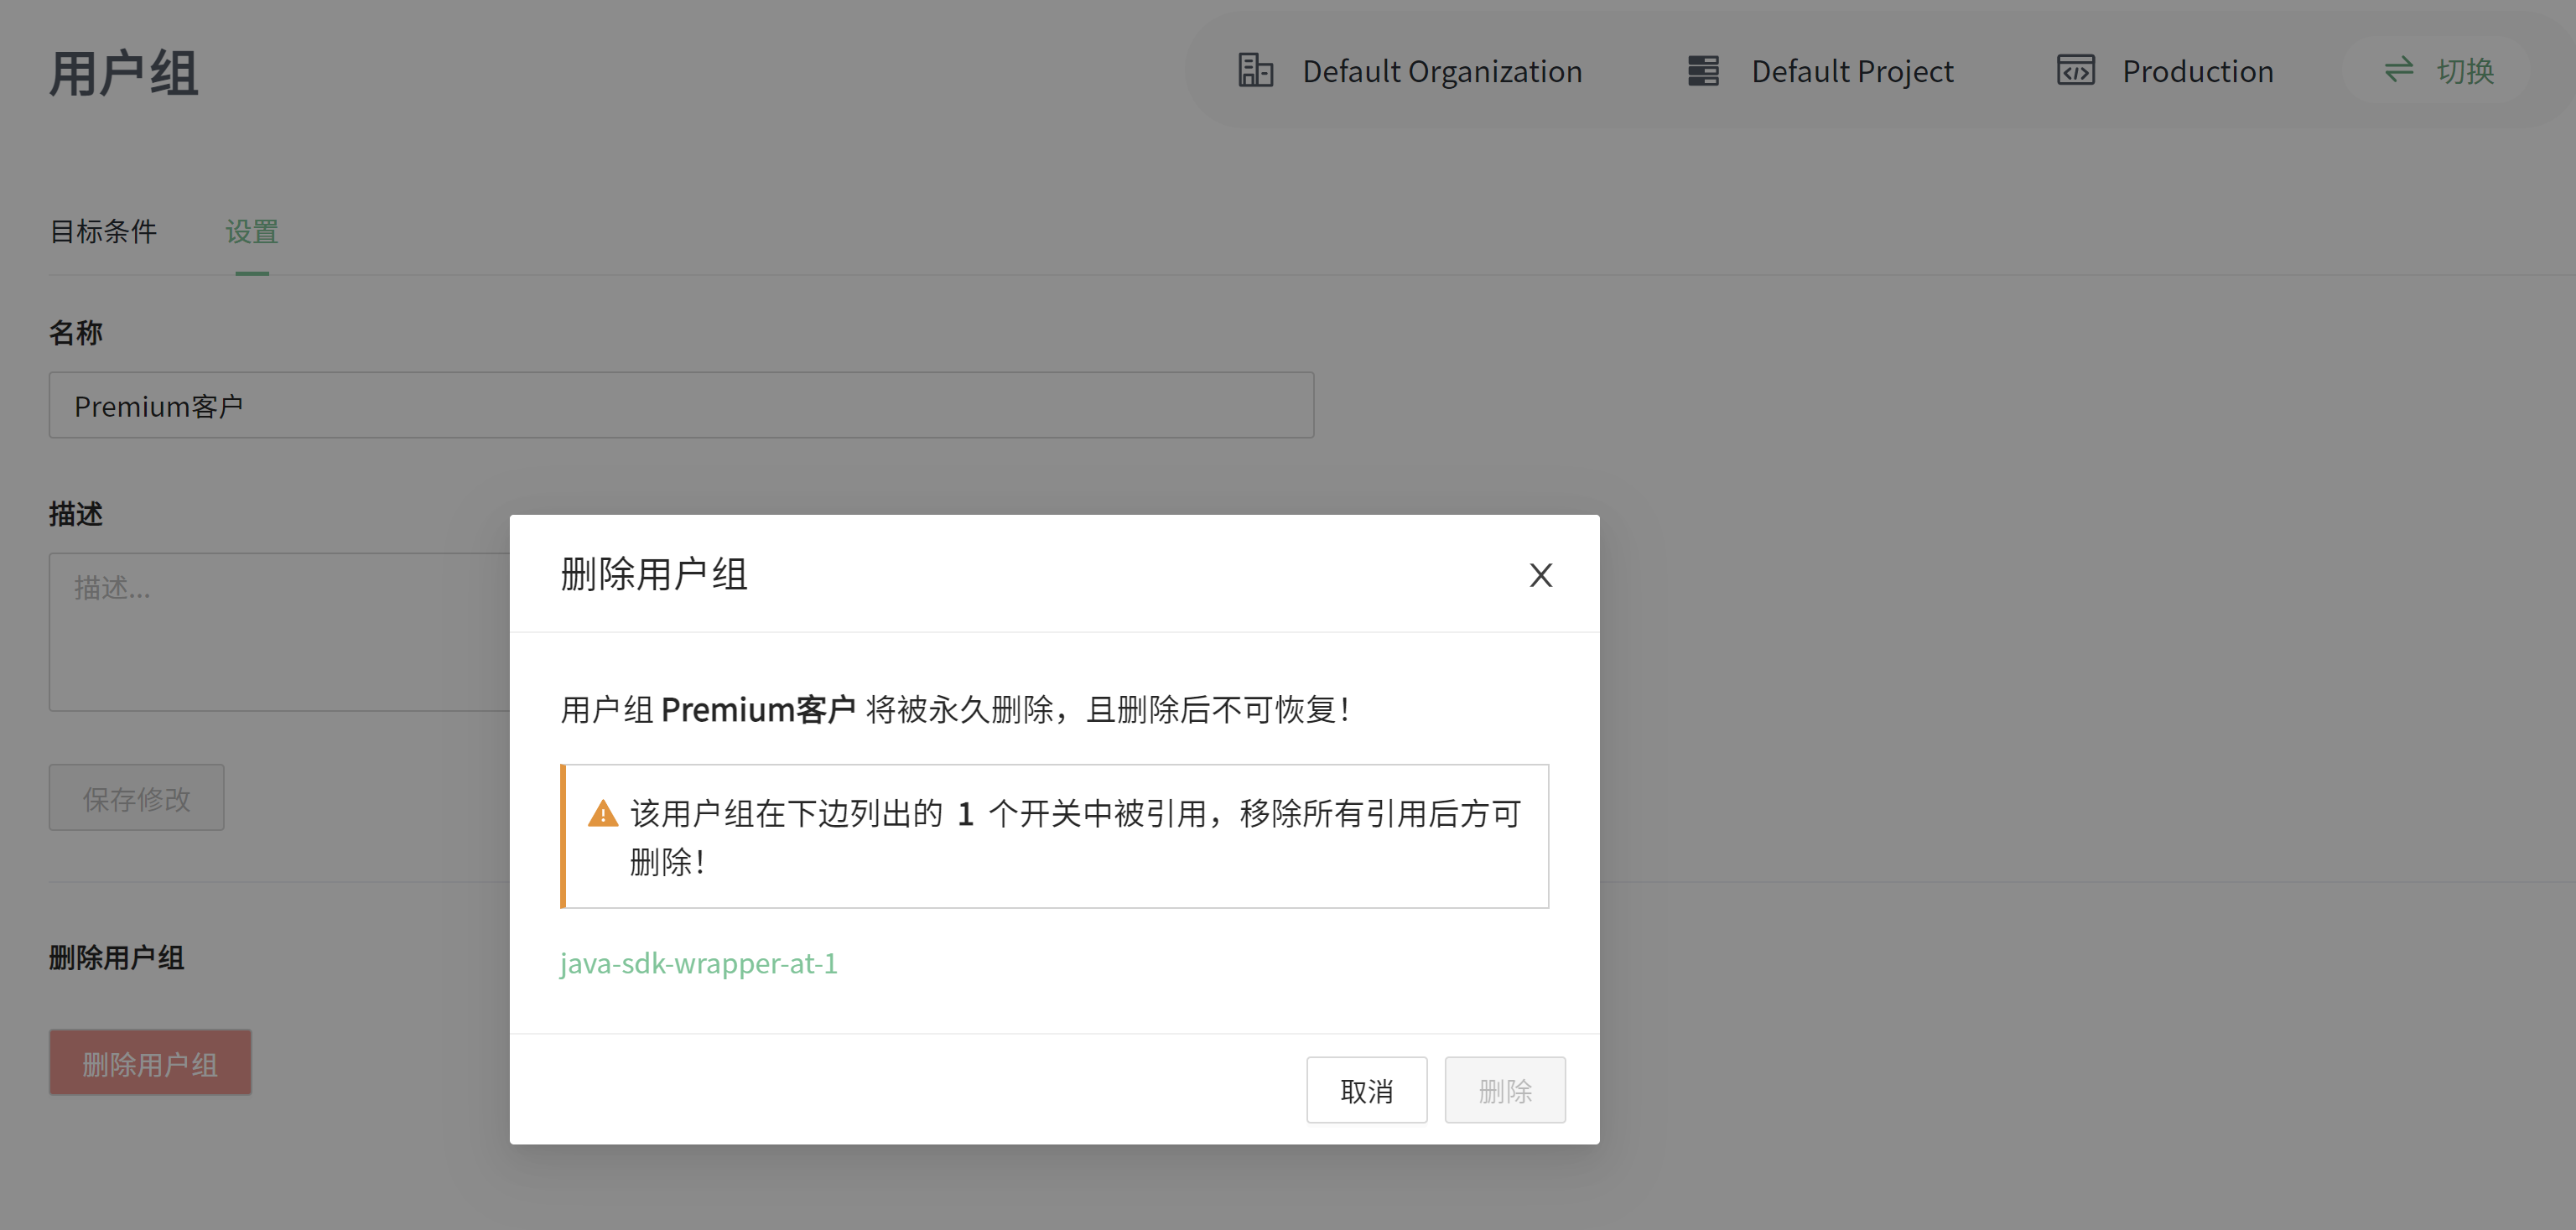 用户组
Default Organization
Default Project
Production
切换
目标条件
设置
名称
Premium客户
描述
描述...
保存修改
删除用户组
删除用户组
删除用户组
用户组 Premium客户 将被永久删除，且删除后不可恢复！
该用户组在下边列出的 1 个开关中被引用，移除所有引用后方可
删除！
java-sdk-wrapper-at-1
取消
删除